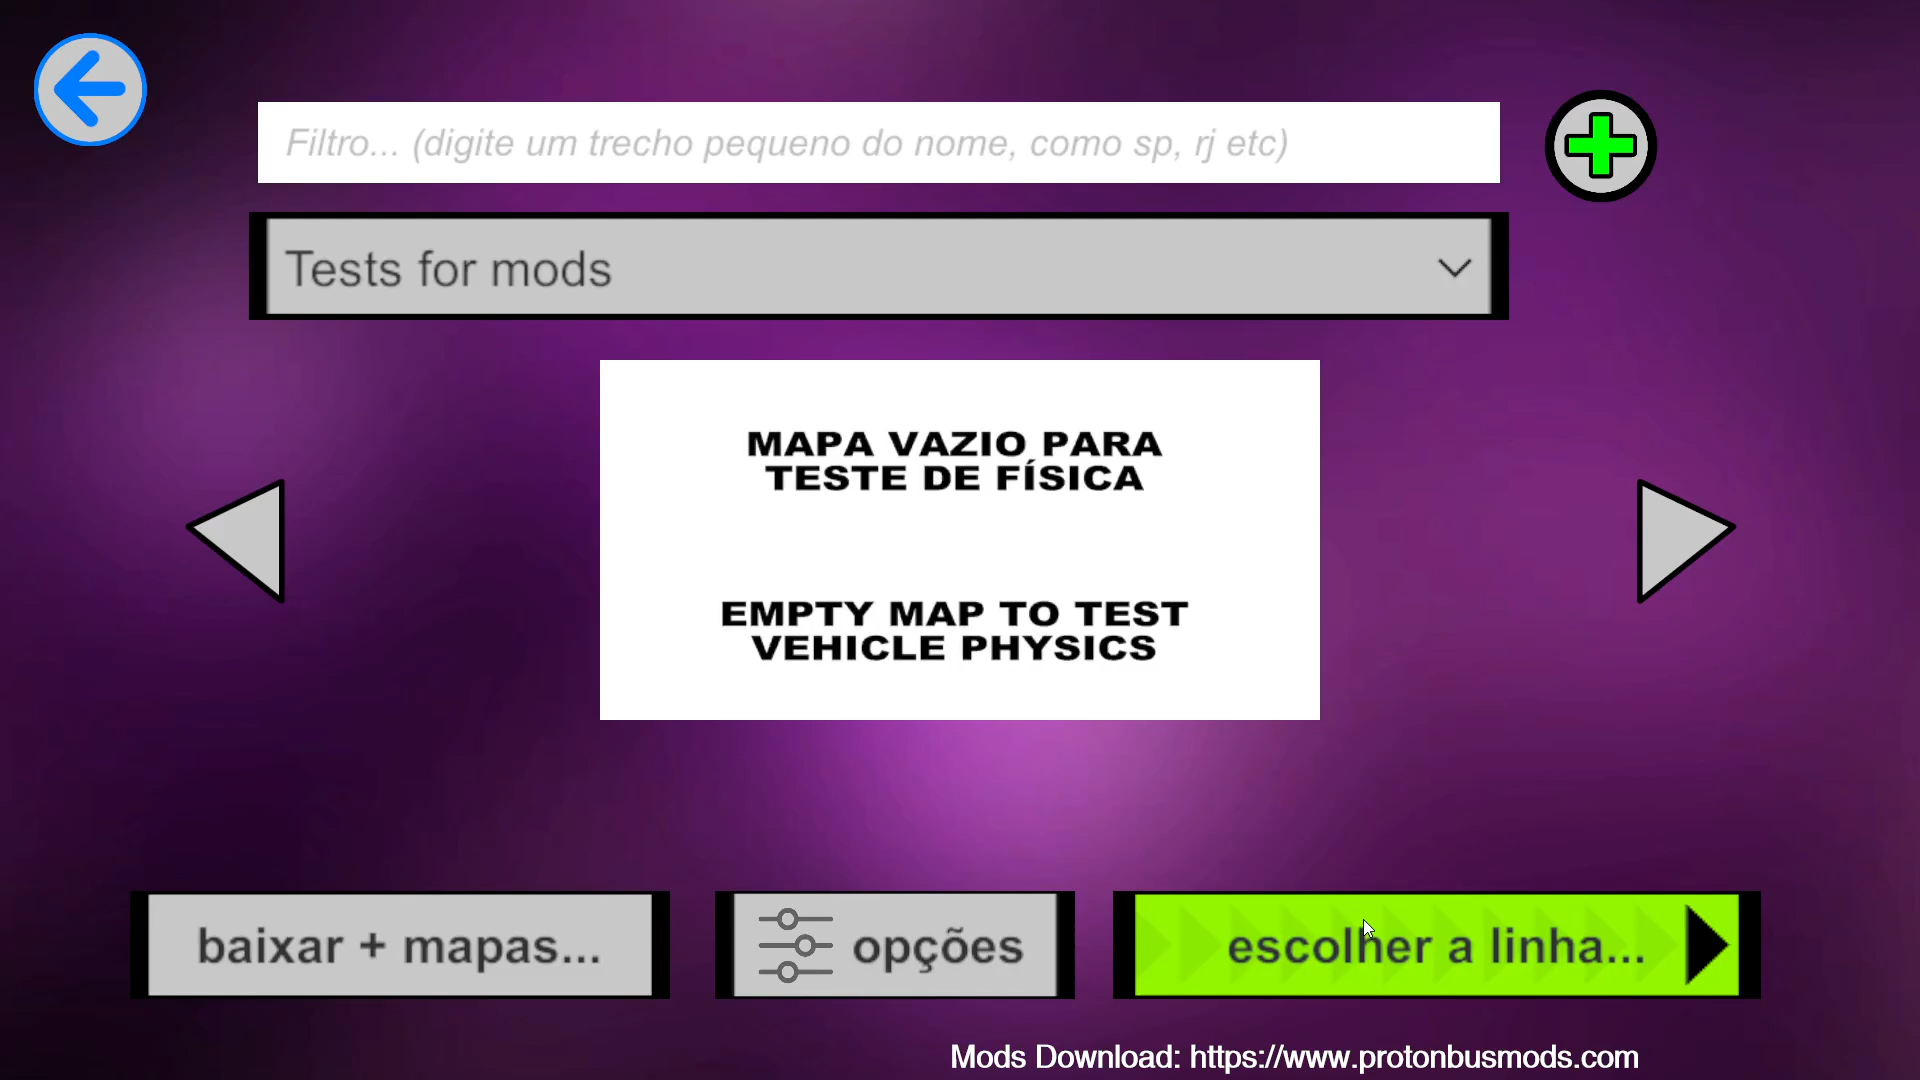 Filtro... (digite um trecho pequeno do nome, como sp, rj etc)
Tests for mods
MAPA VAZIO PARA
TESTE DE FÍSICA
EMPTY MAP TO TEST
VEHICLE PHYSICS
baixar + mapas...
opções
escolher a linha...
Mods Download: https://www.protonbusmods.com